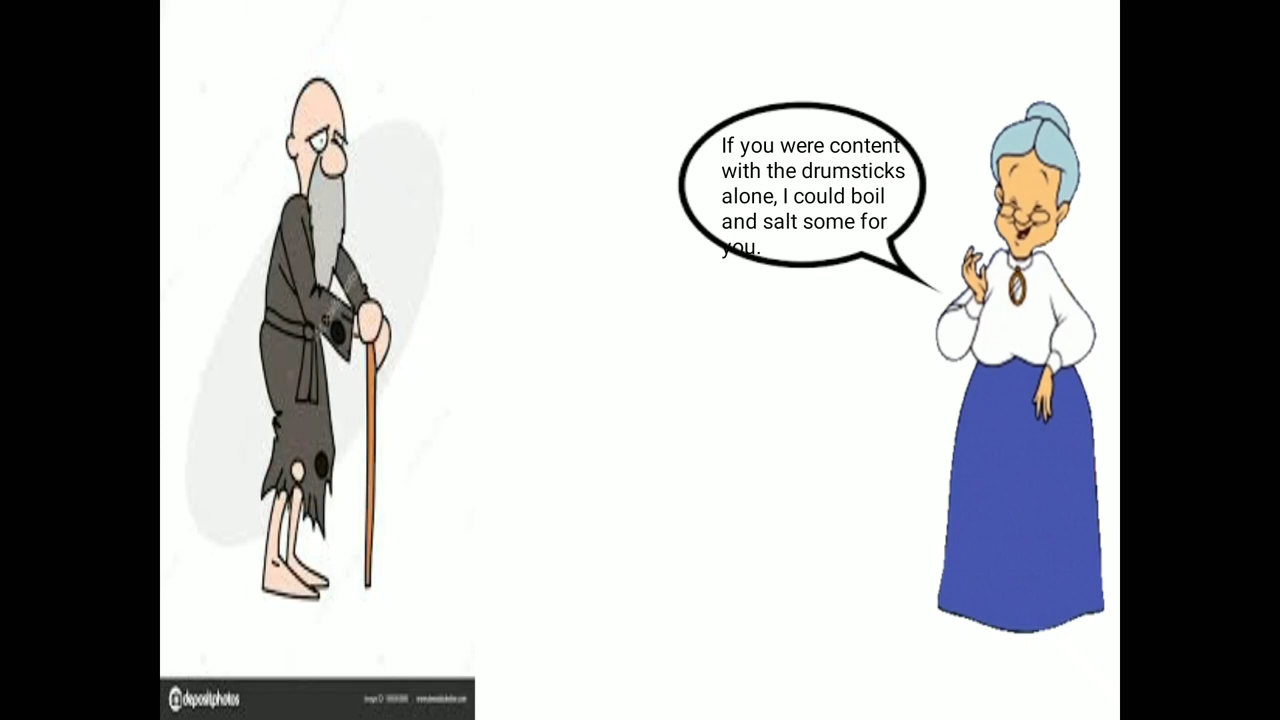 If you were content
with the drumsticks
alone, I could boil
and salt some for
you.
depositphotos